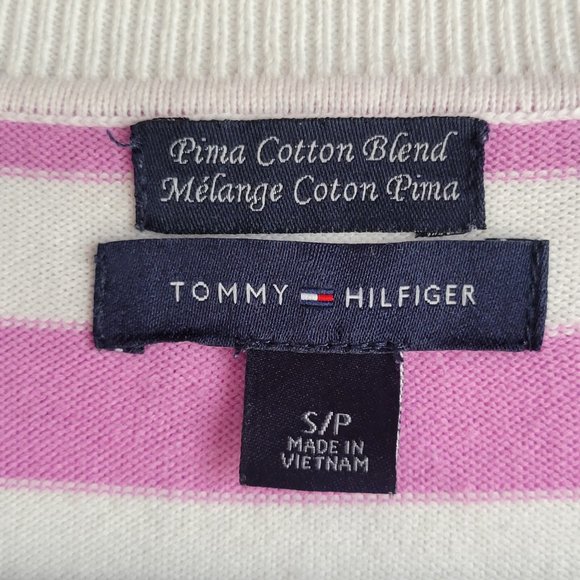 Pima Cotton Blend
Mélange Coton Pima
TOMMY HILFIGER
S/P
MADE IN
VIETNAM